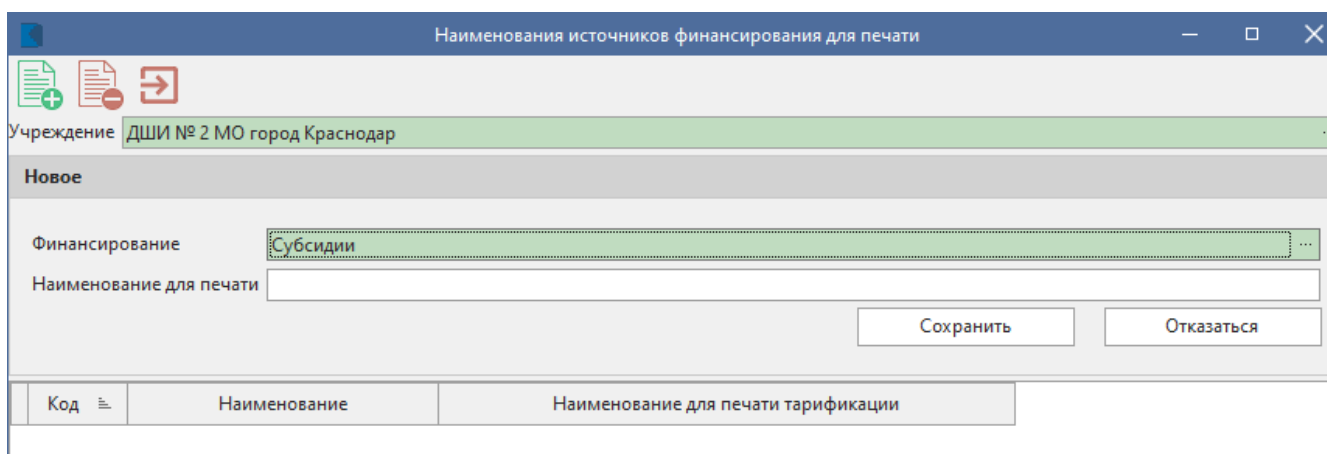 Наименования источников финансирования для печати
Учреждение ДШИ № 2 МО город Краснодар
Новое
Финансирование Субсидии ...
Наименование для печати
Сохранить Отказаться
Код Наименование Наименование для печати тарификации